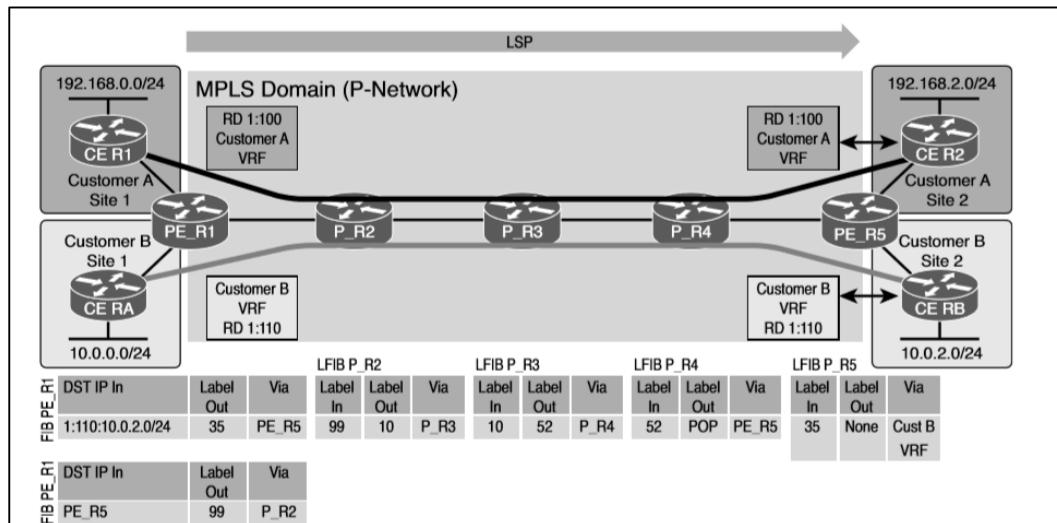 LSP
192.168.0.0/24
MPLS Domain (P-Network)
192.168.2.0/24
RD 1:100
Customer A
VRF
RD 1:100
Customer A
VRF
CE R1
CE R2
Customer A
Site 1
Customer A
Site 2
PE_R1
P_R2
P_R3
P_R4
PE_R5
Customer B
Site 1
Customer B
Site 2
CE RA
Customer B
VRF
RD 1:110
Customer B
VRF
RD 1:110
CE RB
10.0.0.0/24
10.0.2.0/24
LFIB P_R2
LFIB P_R3
LFIB P_R4
LFIB P_R5
FIB PE_R1
DST IP In Label Out Via
Label In Label Out Via
Label In Label Out Via
Label In Label Out Via
Label In Label Out Via
1:110:10.0.2.0/24 35 PE_R5
99 10 P_R3
10 52 P_R4
52 POP PE_R5
35 None Cust B VRF
FIB PE_R1
DST IP In Label Out Via
PE_R5 99 P_R2